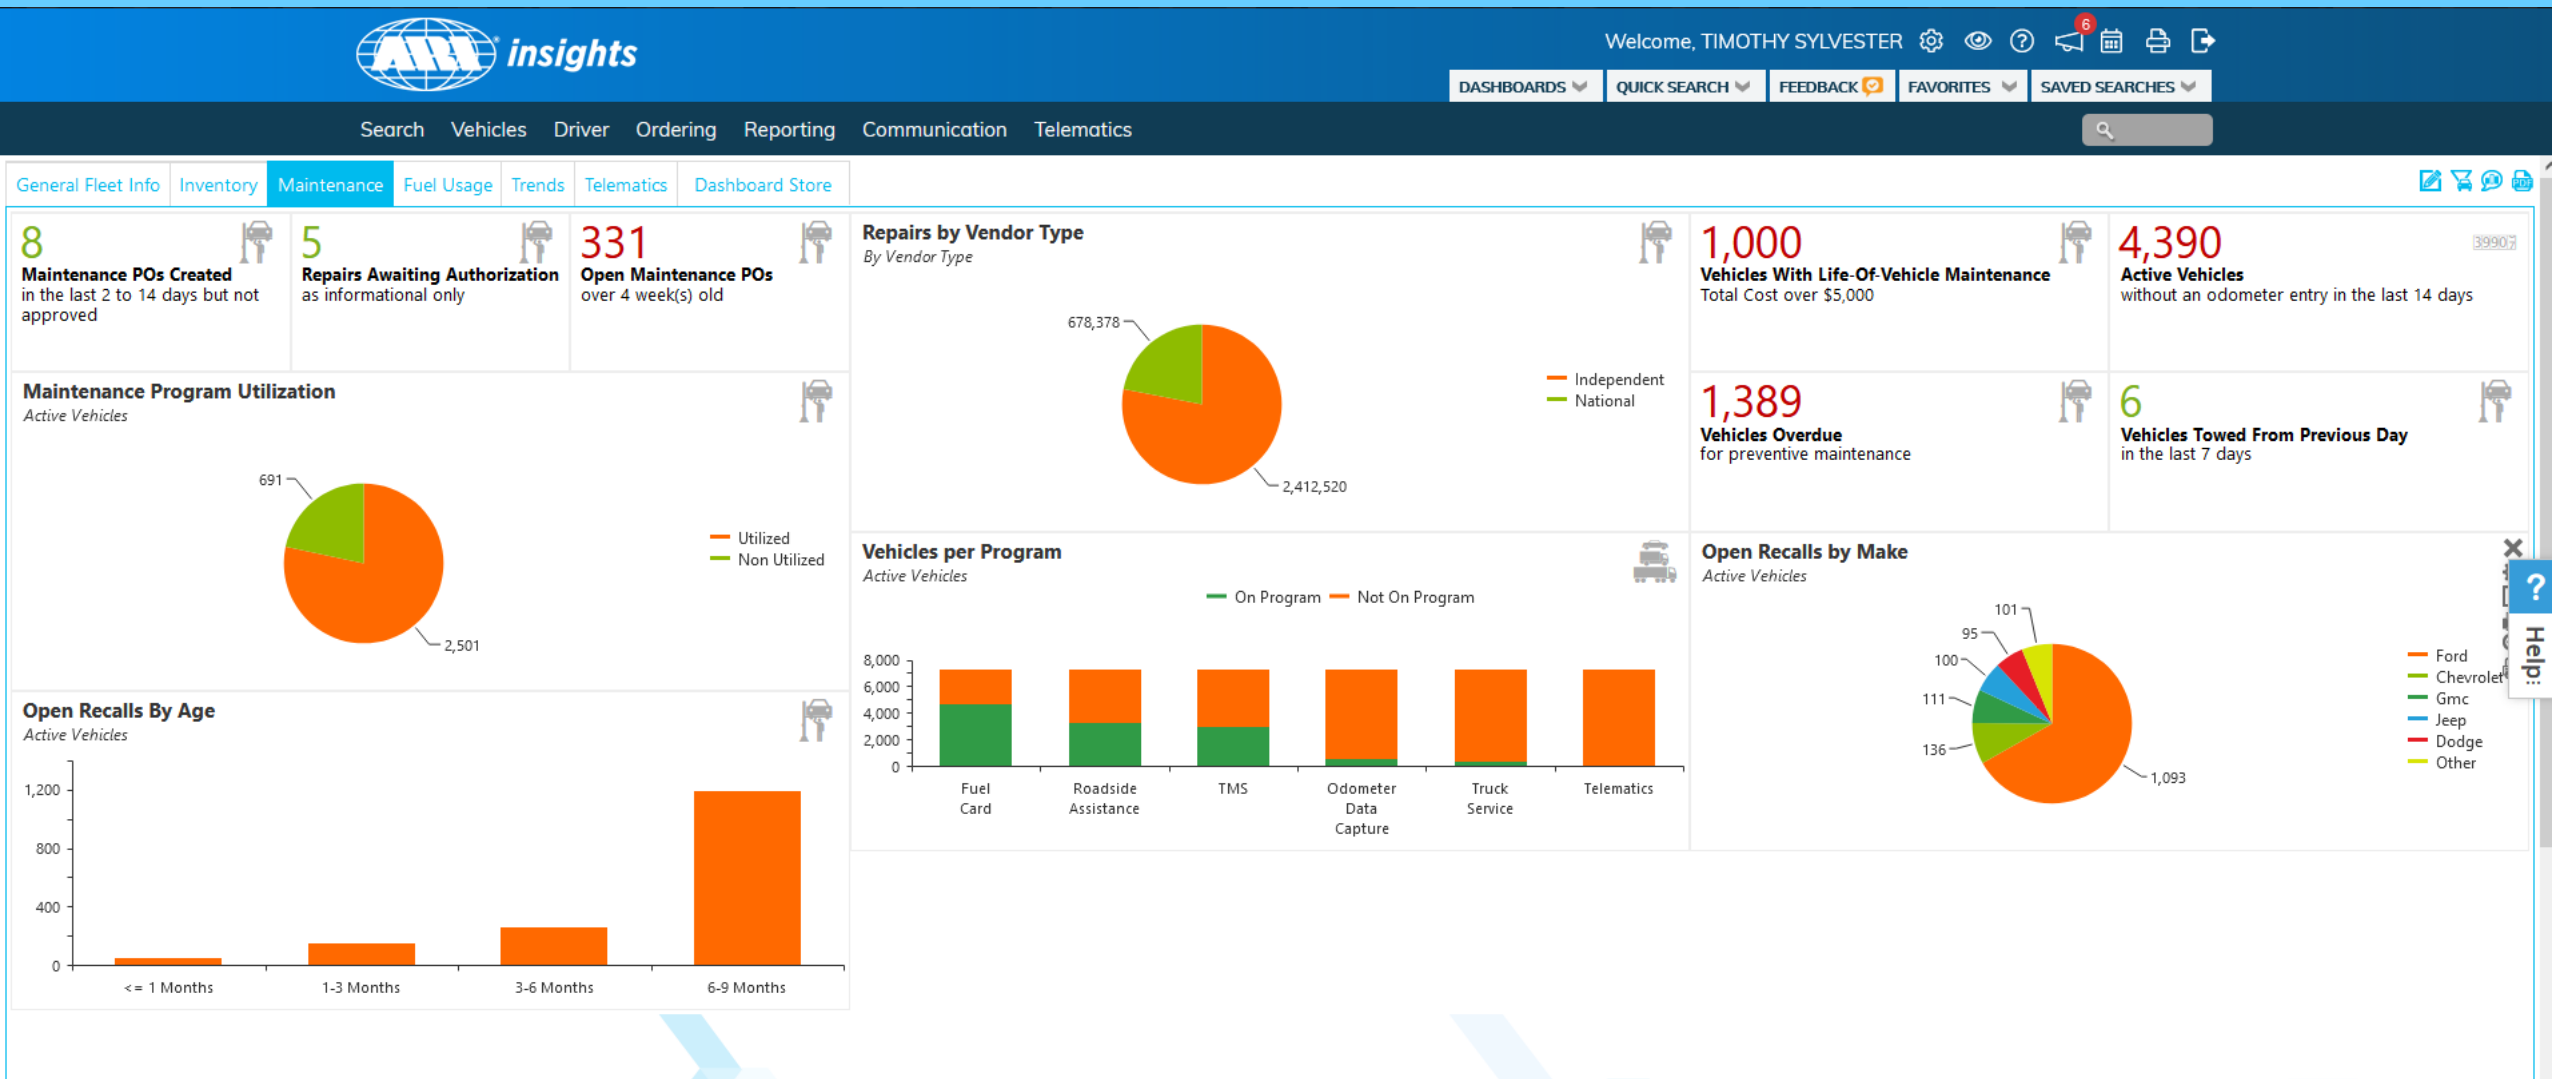 ARI insights
Welcome, TIMOTHY SYLVESTER
6
DASHBOARDS QUICK SEARCH FEEDBACK FAVORITES SAVED SEARCHES
Search Vehicles Driver Ordering Reporting Communication Telematics
General Fleet Info Inventory Maintenance Fuel Usage Trends Telematics Dashboard Store
PDF
8
Maintenance POs Created
in the last 2 to 14 days but not
approved
5
Repairs Awaiting Authorization
as informational only
331
Open Maintenance POs
over 4 week(s) old
Repairs by Vendor Type
By Vendor Type
678,378
2,412,520
Independent
National
1,000
Vehicles With Life-Of-Vehicle Maintenance
Total Cost over $5,000
4,390
39907
Active Vehicles
without an odometer entry in the last 14 days
Maintenance Program Utilization
Active Vehicles
691
2,501
Utilized
Non Utilized
1,389
Vehicles Overdue
for preventive maintenance
6
Vehicles Towed From Previous Day
in the last 7 days
Vehicles per Program
Active Vehicles
On Program Not On Program
8,000
6,000
4,000
2,000
0
Fuel
Card
Roadside
Assistance
TMS
Odometer
Data
Capture
Truck
Service
Telematics
Open Recalls by Make
Active Vehicles
101
95
100
111
136
1,093
Ford
Chevrolet
Gmc
Jeep
Dodge
Other
?
Help::
Open Recalls By Age
Active Vehicles
1,200
800
400
0
<= 1 Months
1-3 Months
3-6 Months
6-9 Months